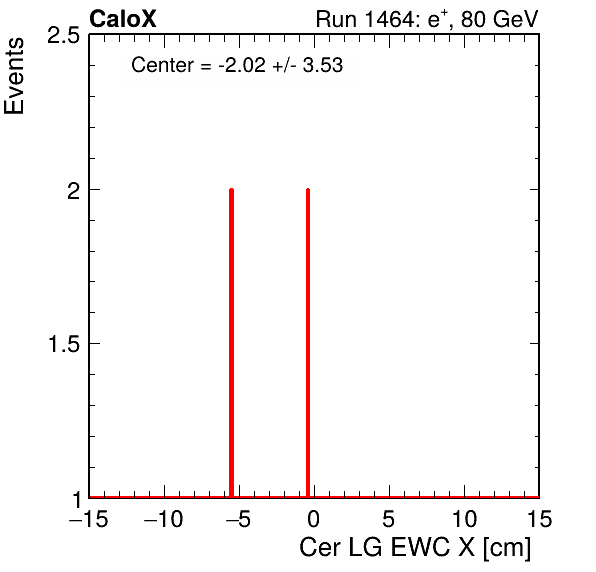 CaloX Run 1464: e⁺, 80 GeV
Center = -2.02 +/- 3.53
Events
2.5
2
1.5
1
−15 −10 −5 0 5 10 15
Cer LG EWC X [cm]